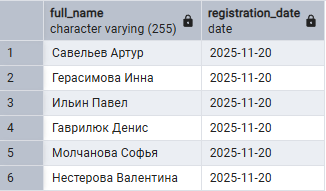 full_name registration_date
character varying (255) date
1 Савельев Артур 2025-11-20
2 Герасимова Инна 2025-11-20
3 Ильин Павел 2025-11-20
4 Гаврилюк Денис 2025-11-20
5 Молчанова Софья 2025-11-20
6 Нестерова Валентина 2025-11-20